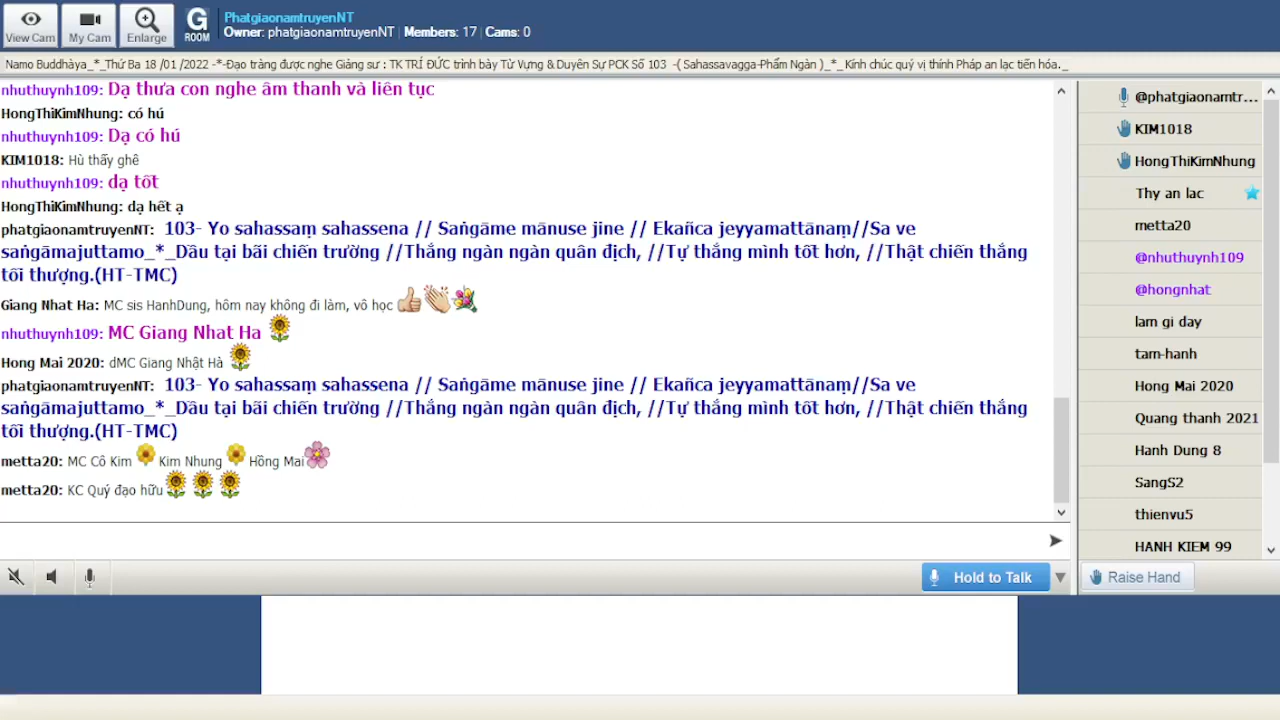 View Cam
My Cam
Enlarge
G
ROOM
PhatgiaonamtruyenNT
Owner: phatgiaonamtruyenNT | Members: 17 | Cams: 0
Namo Buddhàya_*_Thứ Ba 18 /01 /2022 -*-Đạo tràng được nghe Giảng sư : TK TRÍ ĐỨC trình bày Từ Vựng & Duyên Sự PCK Số 103 -( Sahassavagga-Phẩm Ngàn )_*_ Kính chúc quý vị thính Pháp an lạc tiến hóa._
nhuthuynh109: Dạ thưa con nghe âm thanh và liên tục
HongThiKimNhung: có hú
nhuthuynh109: Dạ có hú
KIM1018: Hù thấy ghê
nhuthuynh109: dạ tốt
HongThiKimNhung: dạ hết ạ
phatgiaonamtruyenNT: 103- Yo sahassaṃ sahassena // Saṅgāme mānuse jine // Ekañca jeyyamattānaṃ//Sa ve
saṅgāmajuttamo_*_Dầu tại bãi chiến trường //Thắng ngàn ngàn quân địch, //Tự thắng mình tốt hơn, //Thật chiến thắng
tối thượng.(HT-TMC)
Giang Nhat Ha: MC sis HanhDung, hôm nay không đi làm, vô học
nhuthuynh109: MC Giang Nhat Ha
Hong Mai 2020: dMC Giang Nhật Hà
phatgiaonamtruyenNT: 103- Yo sahassaṃ sahassena // Saṅgāme mānuse jine // Ekañca jeyyamattānaṃ//Sa ve
saṅgāmajuttamo_*_Dầu tại bãi chiến trường //Thắng ngàn ngàn quân địch, //Tự thắng mình tốt hơn, //Thật chiến thắng
tối thượng.(HT-TMC)
metta20: MC Cô Kim Kim Nhung Hồng Mai
metta20: KC Quý đạo hữu
@phatgiaonamtr...
KIM1018
HongThiKimNhung
Thy an lac
metta20
@nhuthuynh109
@hongnhat
lam gi day
tam-hanh
Hong Mai 2020
Quang thanh 2021
Hanh Dung 8
SangS2
thienvu5
HANH KIEM 99
Hold to Talk
Raise Hand